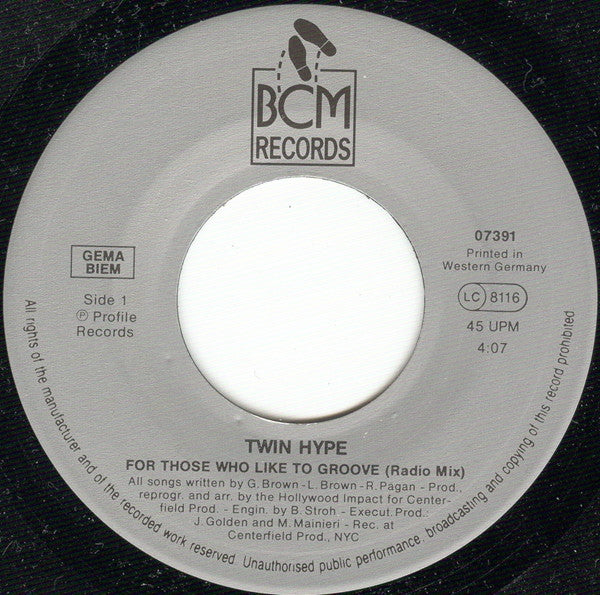 BCM
RECORDS
GEMA
BIEM
Side 1
℗ Profile
Records
07391
Printed in
Western Germany
LC 8116
45 UPM
4:07
TWIN HYPE
FOR THOSE WHO LIKE TO GROOVE (Radio Mix)
All songs written by G. Brown - L. Brown - R. Pagan - Prod.,
reprogr. and arr. by the Hollywood Impact for Center-
field Prod. - Engin. by B. Stroh - Execut. Prod.:
J. Golden and M. Mainieri - Rec. at
Centerfield Prod., NYC
All rights of the manufacturer and of the owner of the recorded work reserved. Unauthorised public performance, broadcasting and copying of this record prohibited